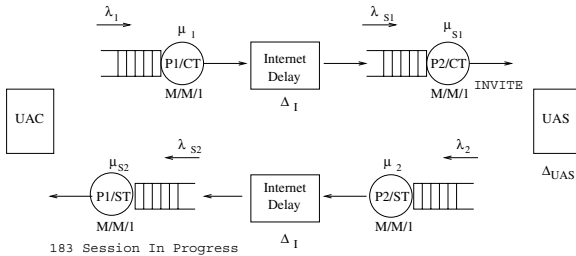 λ1 μ1 λS1 μS1
P1/CT Internet Delay P2/CT
M/M/1 ΔI M/M/1 INVITE
UAC UAS
μS2 λS2 μ2 λ2
ΔUAS
P1/ST Internet Delay P2/ST
M/M/1 ΔI M/M/1
183 Session In Progress